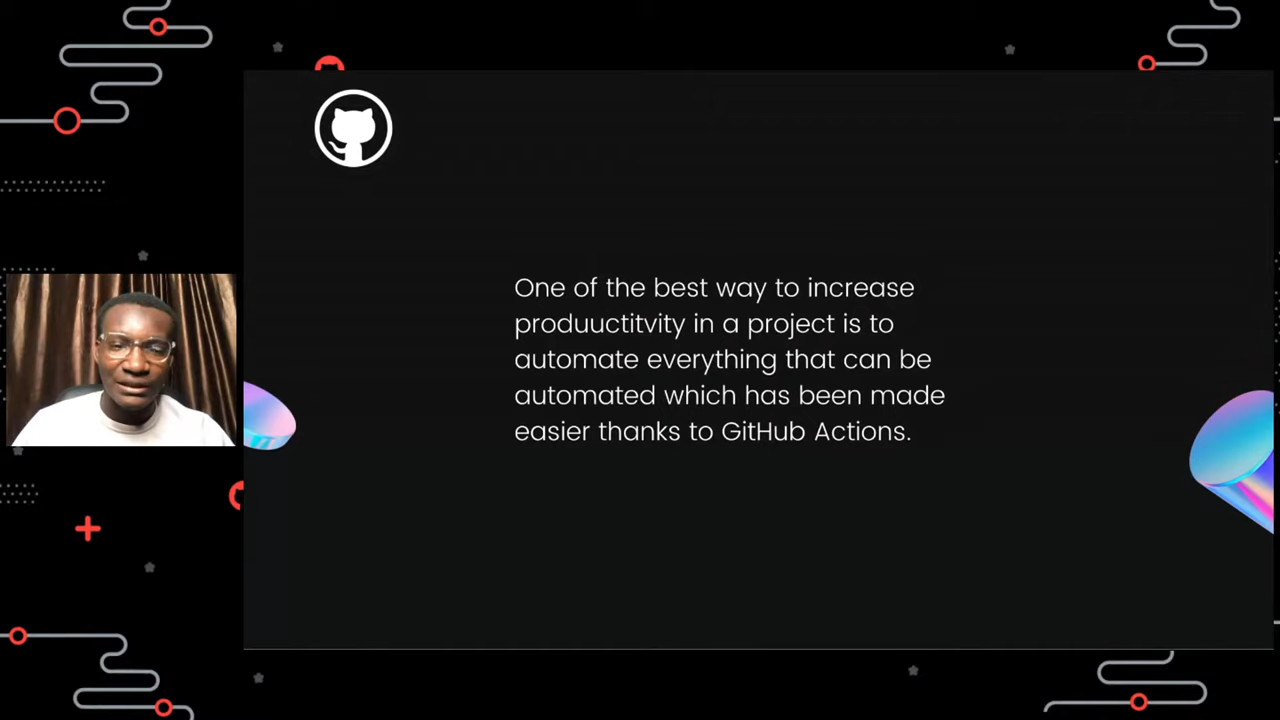 One of the best way to increase
produuctitvity in a project is to
automate everything that can be
automated which has been made
easier thanks to GitHub Actions.